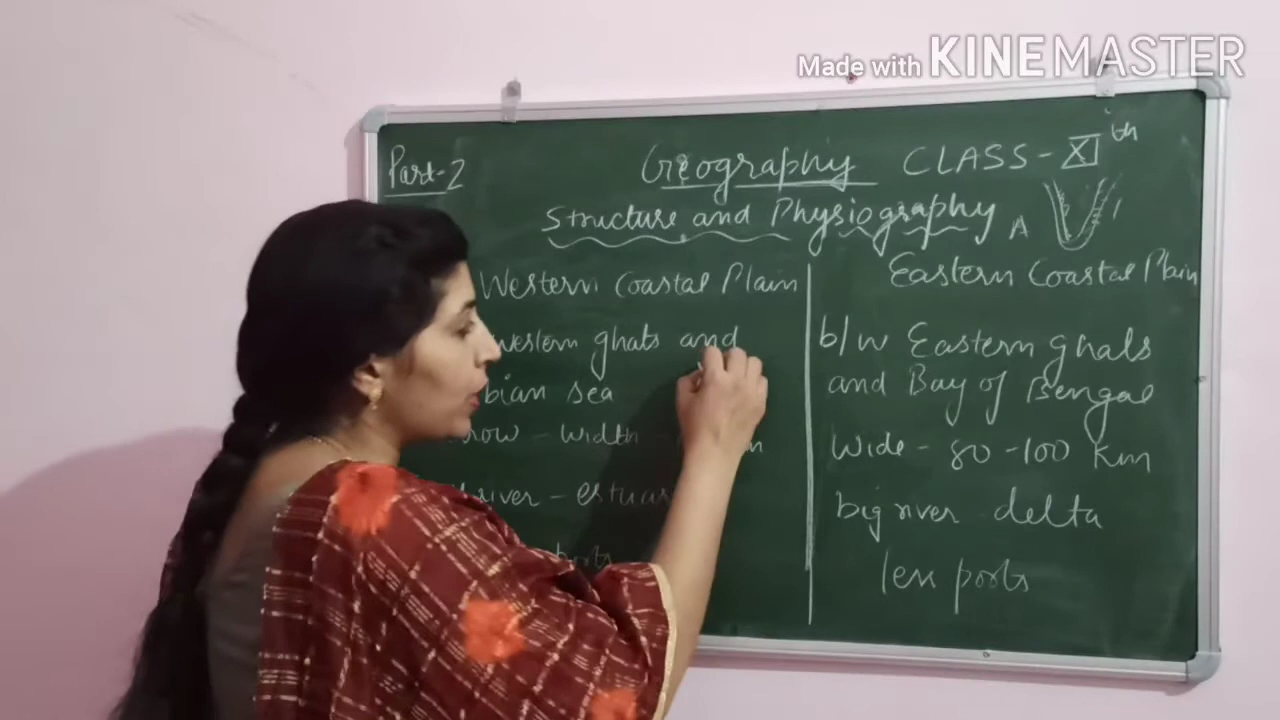 Made with KINEMASTER
Part-2
Geography CLASS - XI th
Structure and Physiography A
Western Coastal Plain
Eastern Coastal Plain
western ghats and
bian sea
row - width
river -
ports
b/w Eastern ghats
and Bay of Bengal
Wide - 80 -100 Km
big river delta
less ports